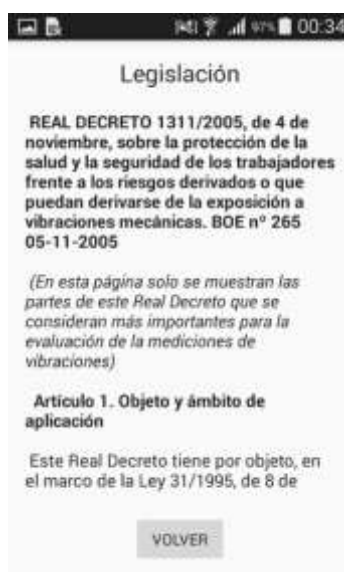 97% 00:34
Legislación
REAL DECRETO 1311/2005, de 4 de
noviembre, sobre la protección de la
salud y la seguridad de los trabajadores
frente a los riesgos derivados o que
puedan derivarse de la exposición a
vibraciones mecánicas. BOE nº 265
05-11-2005
(En esta página solo se muestran las
partes de este Real Decreto que se
consideran más importantes para la
evaluación de la mediciones de
vibraciones)
Artículo 1. Objeto y ámbito de
aplicación
Este Real Decreto tiene por objeto, en
el marco de la Ley 31/1995, de 8 de
VOLVER